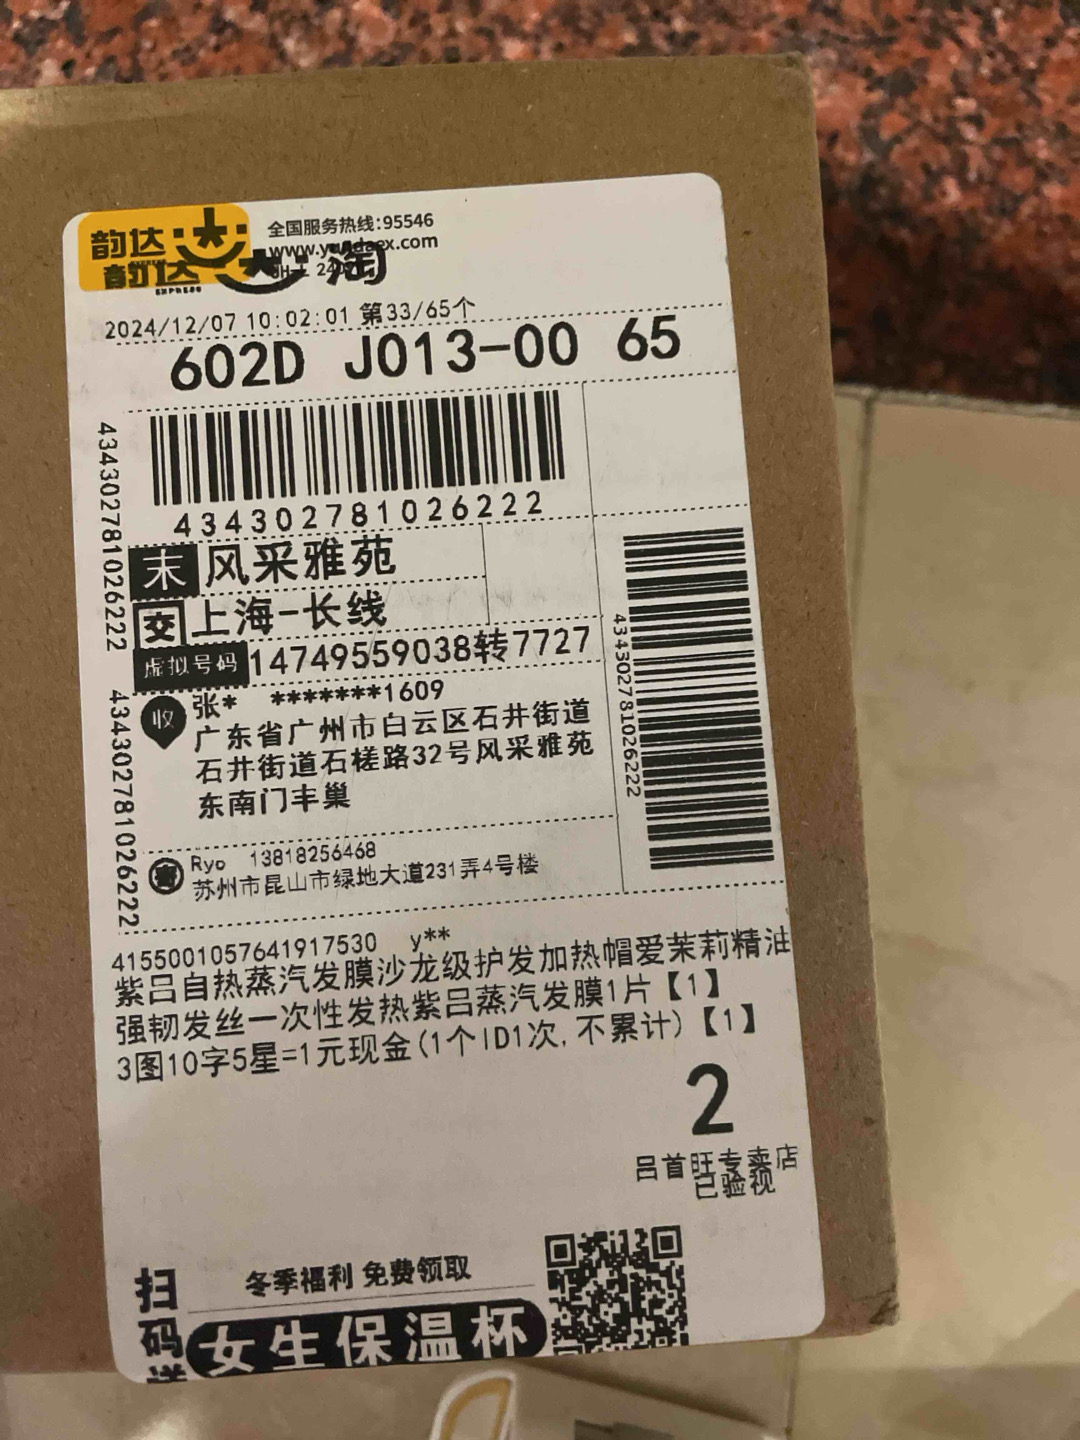 韵达
全国服务热线:95546
www.yundaex.com
韵达
EXPRESS
淘
2024/12/07 10:02:01 第33/65个
602D J013-00 65
434302781026222
434302781026222
末 风采雅苑
交 上海-长线
虚拟号码 14749559038转7727
434302781026222
收 张* *******1609
广东省广州市白云区石井街道
石井街道石槎路32号风采雅苑
东南门丰巢
434302781026222
寄 Ryo 13818256468
苏州市昆山市绿地大道231弄4号楼
4155001057641917530 y**
紫吕自热蒸汽发膜沙龙级护发加热帽爱茉莉精油
强韧发丝一次性发热紫吕蒸汽发膜1片【1】
3图10字5星=1元现金(1个ID1次,不累计)【1】
2
吕首旺专卖店
已验视
扫码送
冬季福利 免费领取
女生保温杯